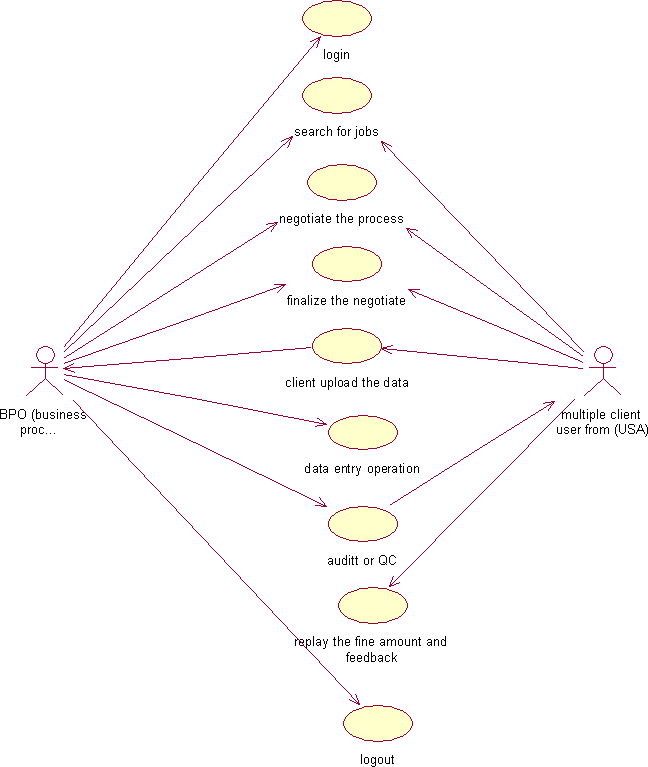 login
search for jobs
negotiate the process
finalize the negotiate
client upload the data
BPO (business
proc...
multiple client
user from (USA)
data entry operation
auditt or QC
replay the fine amount and
feedback
logout